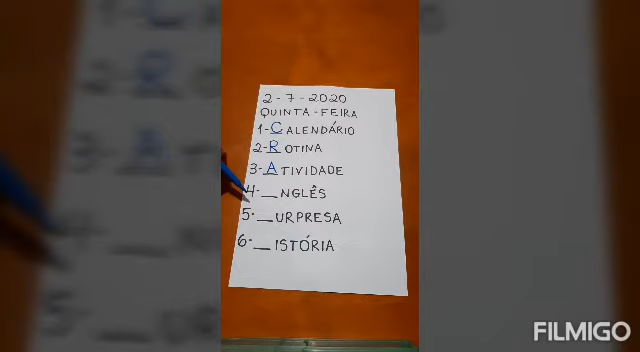 2-7-2020
QUINTA-FEIRA
1-CALENDÁRIO
2-ROTINA
3-ATIVIDADE
4-__NGLÊS
5-__URPRESA
6-__ISTÓRIA
FILMIGO